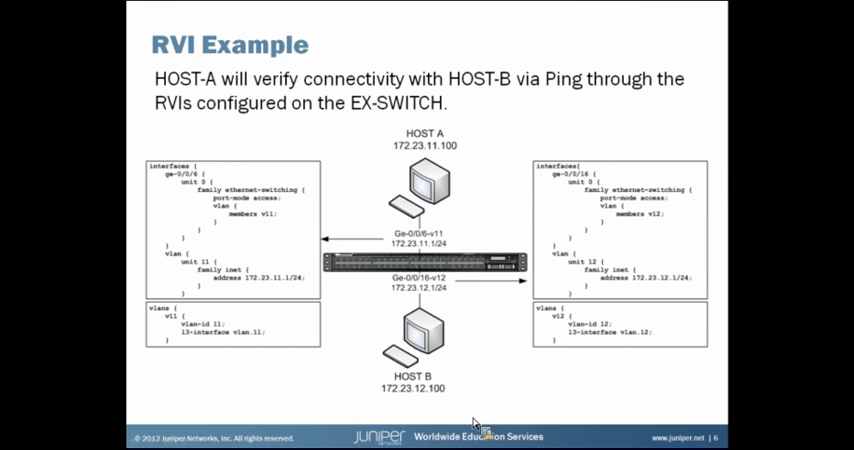 RVI Example
HOST-A will verify connectivity with HOST-B via Ping through the
RVIs configured on the EX-SWITCH.
HOST A
172.23.11.100
interfaces {
ge-0/0/6 {
unit 0 {
family ethernet-switching {
port-mode access;
vlan {
members v11;
}
}
}
}
vlan {
unit 11 {
family inet {
address 172.23.11.1/24;
}
}
vlans {
v11 {
vlan-id 11;
l3-interface vlan.11;
}
Ge-0/0/6-v11
172.23.11.1/24
Ge-0/0/16-v12
172.23.12.1/24
HOST B
172.23.12.100
interfaces{
ge-0/0/16 {
unit 0 {
family ethernet-switching {
port-mode access;
vlan {
members v12;
}
}
}
}
vlan {
unit 12 {
family inet {
address 172.23.12.1/24;
}
}
vlans {
v12 {
vlan-id 12;
l3-interface vlan.12;
}
© 2012 Juniper Networks, Inc. All rights reserved.
JUNIPER
NETWORKS
Worldwide Education Services
www.juniper.net | 6